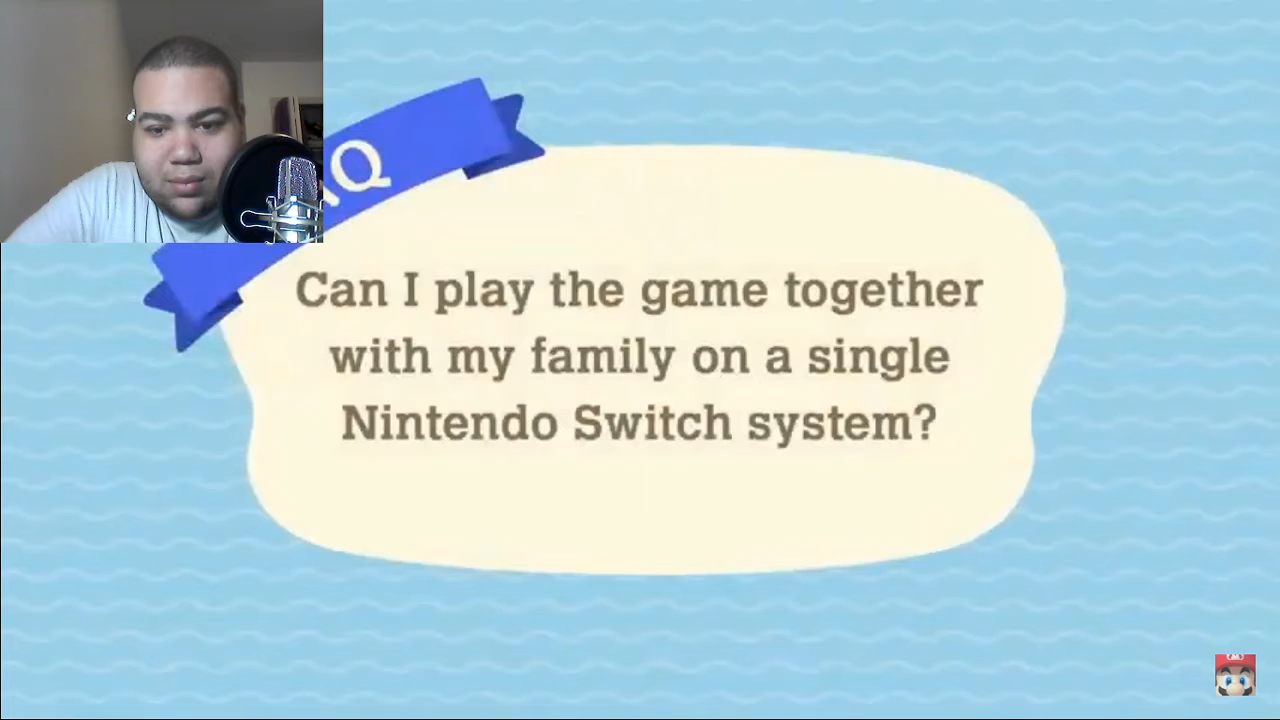 Q
Can I play the game together
with my family on a single
Nintendo Switch system?